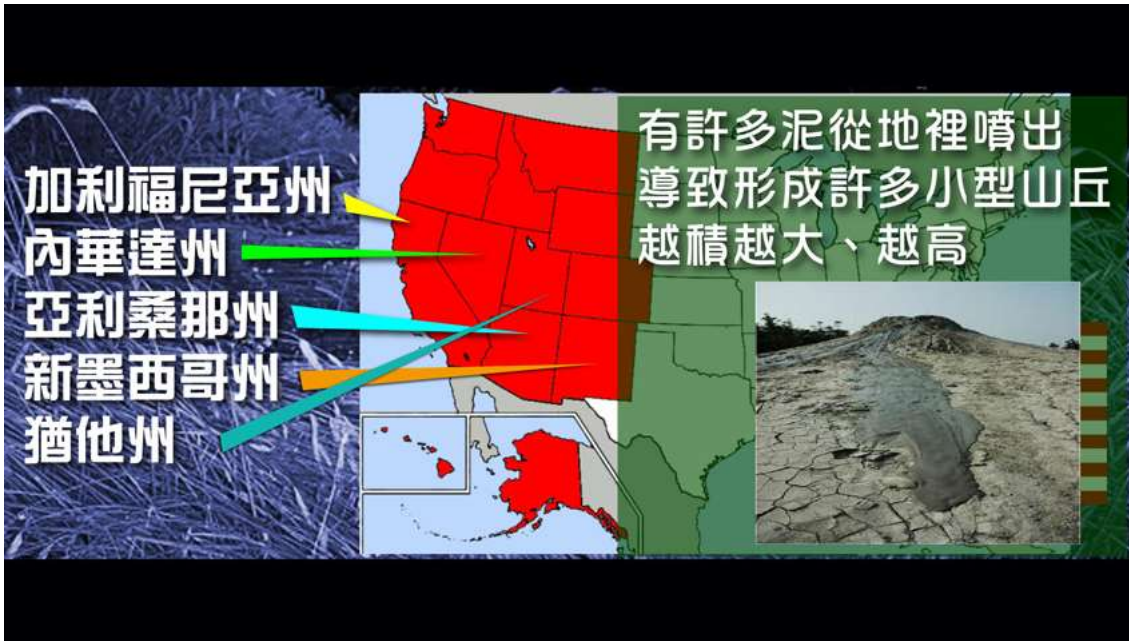 加利福尼亞州
內華達州
亞利桑那州
新墨西哥州
猶他州
有許多泥從地裡噴出
導致形成許多小型山丘
越積越大、越高